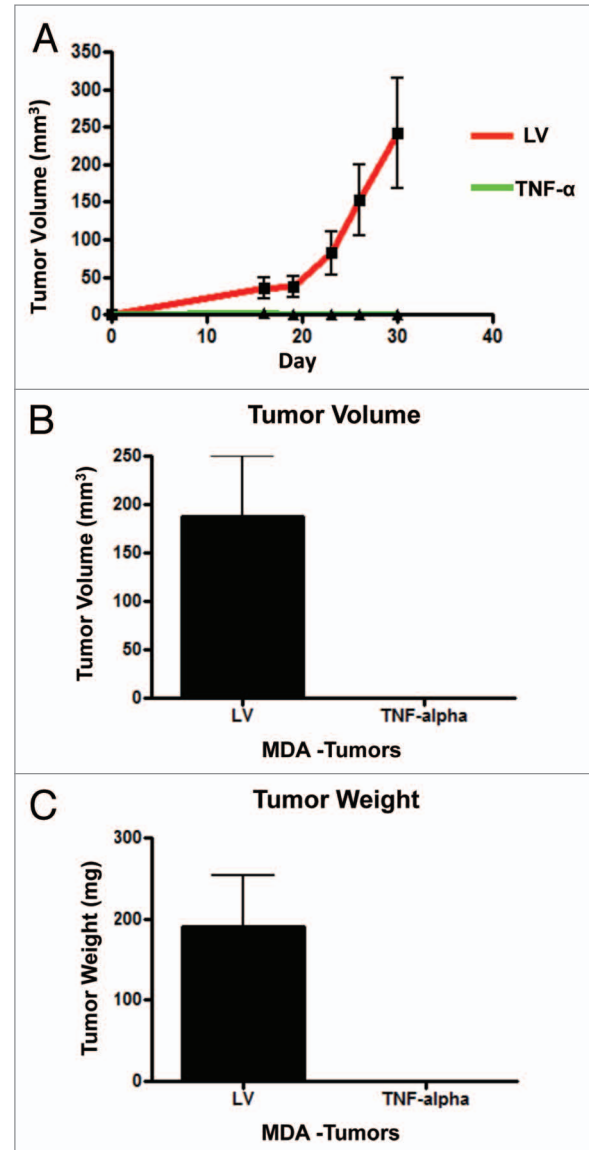 A
350
300
250
200
150
100
50
0
Tumor Volume (mm³)
LV
TNF-α
0 10 20 30 40
Day
B
Tumor Volume
250
200
150
100
50
0
Tumor Volume (mm³)
LV TNF-alpha
MDA -Tumors
C
Tumor Weight
300
200
100
0
Tumor Weight (mg)
LV TNF-alpha
MDA -Tumors